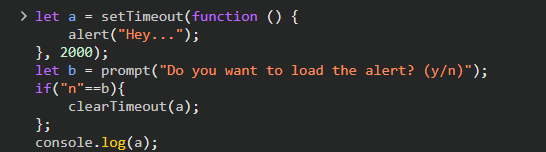 let a = setTimeout(function () {
    alert("Hey...");
}, 2000);
let b = prompt("Do you want to load the alert? (y/n)");
if("n"==b){
    clearTimeout(a);
};
console.log(a);